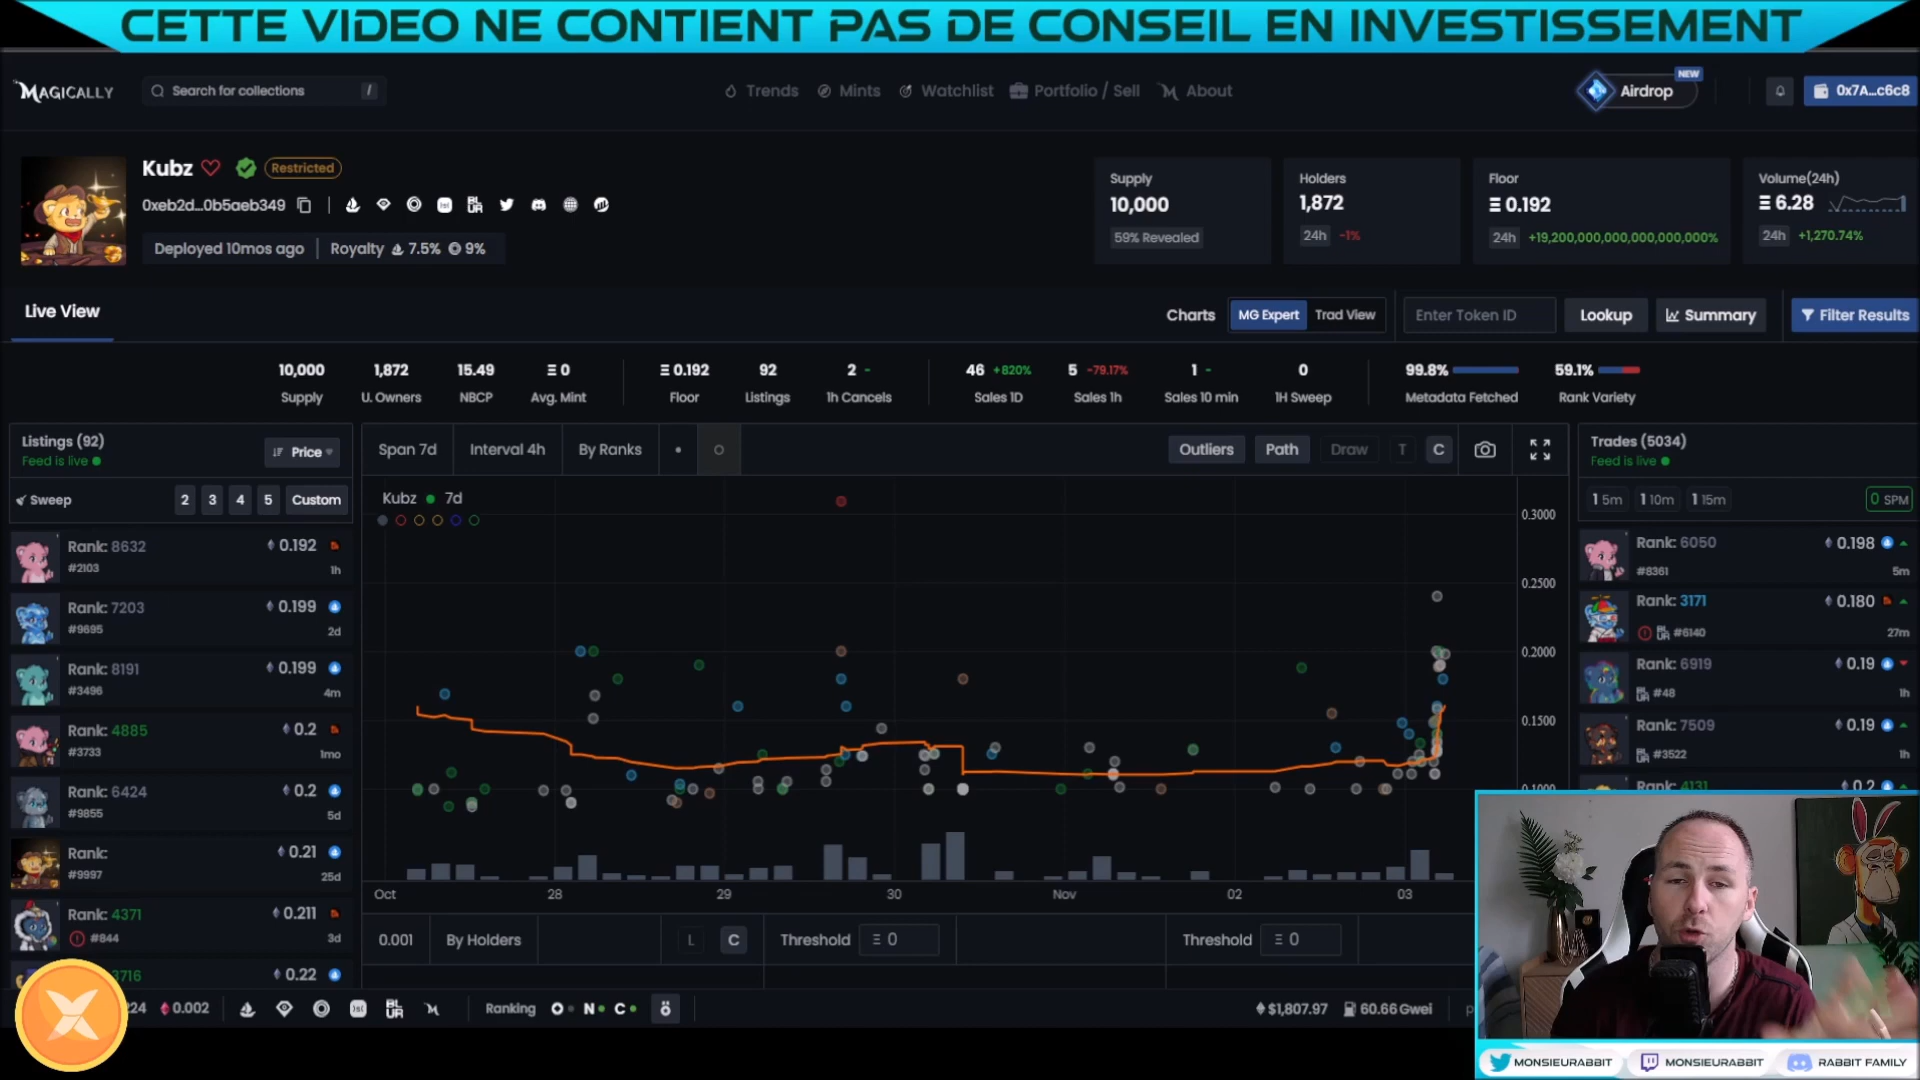 CETTE VIDEO NE CONTIENT PAS DE CONSEIL EN INVESTISSEMENT
MAGICALLY
Search for collections /
Trends Mints Watchlist Portfolio / Sell About
Airdrop NEW
0x7A...c6c8
Kubz Restricted
0xeb2d...0b5aeb349
Deployed 10mos ago Royalty 7.5% 9%
Supply
10,000
59% Revealed
Holders
1,872
24h -1%
Floor
Ξ 0.192
24h +19,200,000,000,000,000,000%
Volume(24h)
Ξ 6.28
24h +1,270.74%
Live View
Charts MG Expert Trad View Enter Token ID Lookup Summary Filter Results
10,000 1,872 15.49 Ξ 0 Ξ 0.192 92 2 - 46 +820% 5 -79.17% 1 - 0 99.8% 59.1%
Supply U. Owners NBCP Avg. Mint Floor Listings 1h Cancels Sales 1D Sales 1h Sales 10 min 1H Sweep Metadata Fetched Rank Variety
Listings (92)
Feed is live
Price
Sweep 2 3 4 5 Custom
Rank: 8632 0.192
#2103 1h
Rank: 7203 0.199
#9695 2d
Rank: 8191 0.199
#3496 4m
Rank: 4885 0.2
#3733 1mo
Rank: 6424 0.2
#9855 5d
Rank: 0.21
#9997 25d
Rank: 4371 0.211
#844 3d
3716 0.22
Span 7d Interval 4h By Ranks Outliers Path Draw T C
Kubz 7d
0.3000
0.2500
0.2000
0.1500
0.1000
Oct 28 29 30 Nov 02 03
0.001 By Holders L C Threshold Ξ 0 Threshold Ξ 0
Trades (5034)
Feed is live
1 5m 1 10m 1 15m 0 SPM
Rank: 6050 0.198
#8361 5m
Rank: 3171 0.180
BLUR #6140 27m
Rank: 6919 0.19
BLUR #48 1h
Rank: 7509 0.19
BLUR #3522 1h
Rank: 4131 0.2
24 0.002 BLUR Ranking O N C $1,807.97 60.66 Gwei
MONSIEURABBIT MONSIEURABBIT RABBIT FAMILY